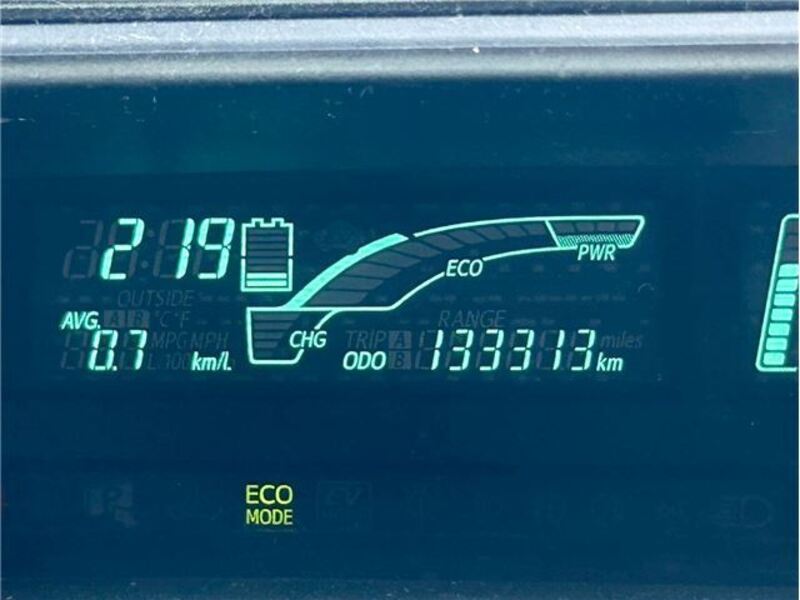 2 19
ECO
PWR
OUTSIDE
RANGE
AVG.
A B °C°F
MPG MPH
CHG
TRIP A
B
miles
0.7 km/L
L/100
ODO 133313 km
ECO
MODE
EV